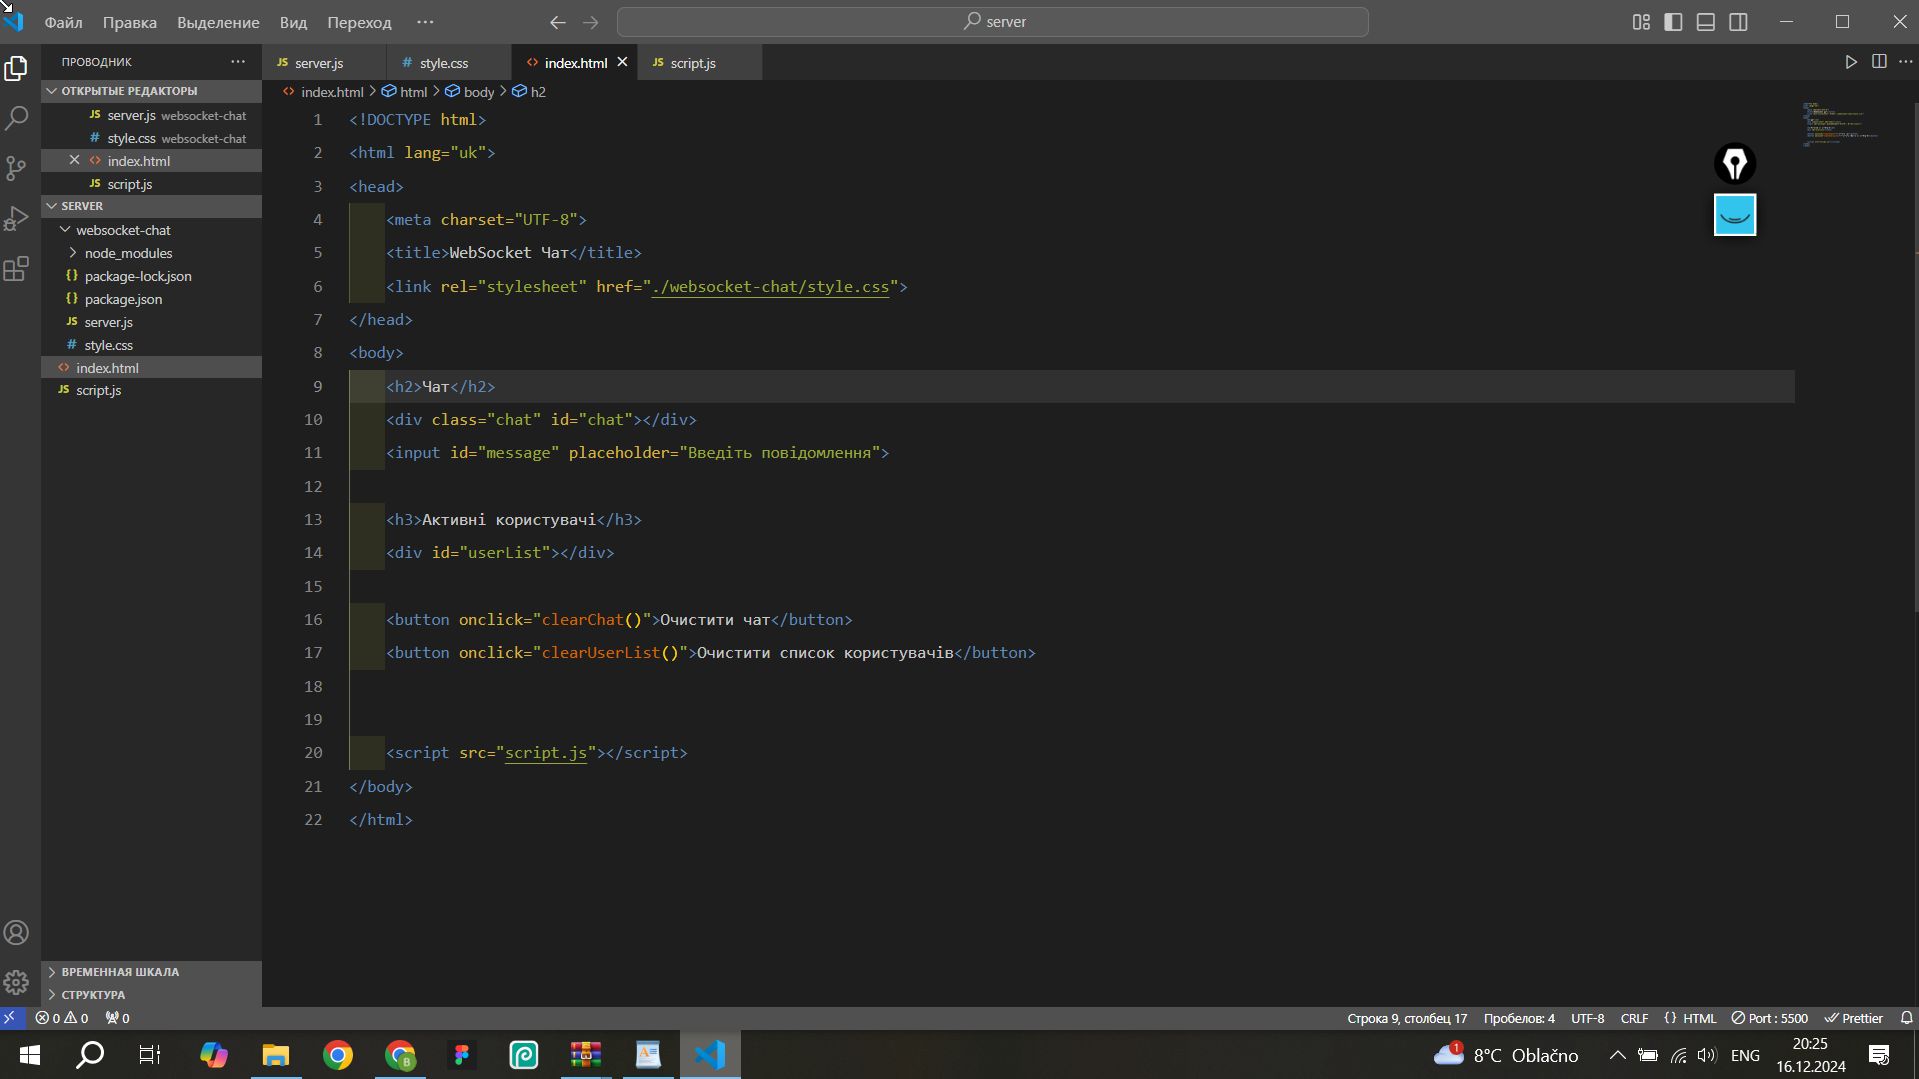 Файл Правка Выделение Вид Переход ··· server
ПРОВОДНИК ···
JS server.js # style.css <> index.html JS script.js
ОТКРЫТЫЕ РЕДАКТОРЫ
JS server.js websocket-chat
# style.css websocket-chat
<> index.html
JS script.js
SERVER
websocket-chat
node_modules
{} package-lock.json
{} package.json
JS server.js
# style.css
<> index.html
JS script.js
ВРЕМЕННАЯ ШКАЛА
СТРУКТУРА
<> index.html > html > body > h2
1 <!DOCTYPE html>
2 <html lang="uk">
3 <head>
4 <meta charset="UTF-8">
5 <title>WebSocket Чат</title>
6 <link rel="stylesheet" href="./websocket-chat/style.css">
7 </head>
8 <body>
9 <h2>Чат</h2>
10 <div class="chat" id="chat"></div>
11 <input id="message" placeholder="Введіть повідомлення">
12
13 <h3>Активні користувачі</h3>
14 <div id="userList"></div>
15
16 <button onclick="clearChat()">Очистити чат</button>
17 <button onclick="clearUserList()">Очистити список користувачів</button>
18
19
20 <script src="script.js"></script>
21 </body>
22 </html>
0 0 0 Строка 9, столбец 17 Пробелов: 4 UTF-8 CRLF {} HTML Port : 5500 Prettier
1 8°C Oblačno ENG 20:25
16.12.2024